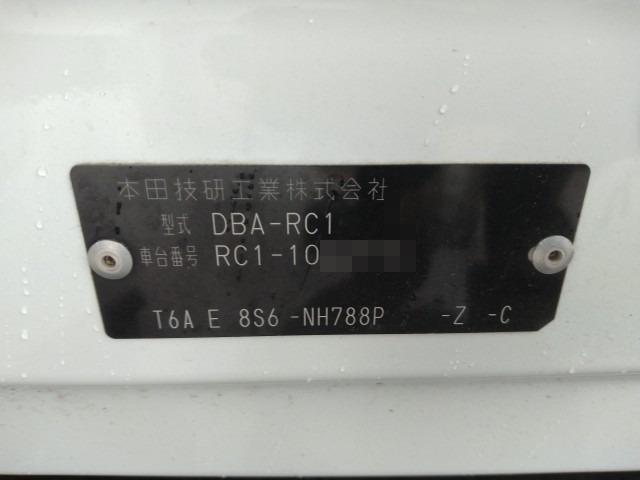 本田技研工業株式会社
型式 DBA-RC1
車台番号 RC1-10
T6A E 8S6 -NH788P -Z -C